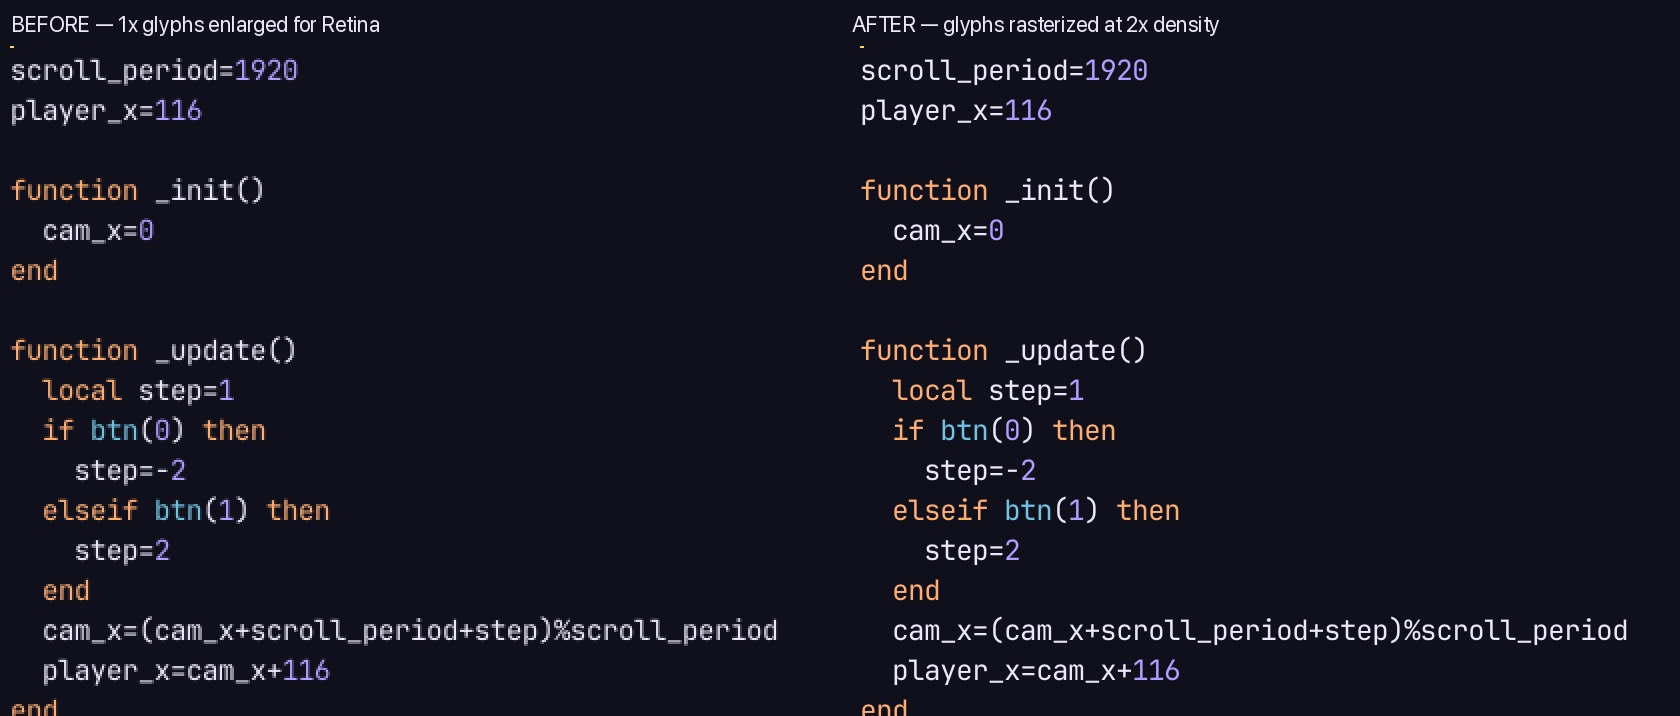 BEFORE — 1x glyphs enlarged for Retina
scroll_period=1920
player_x=116
function _init()
  cam_x=0
end
function _update()
  local step=1
  if btn(0) then
    step=-2
  elseif btn(1) then
    step=2
  end
  cam_x=(cam_x+scroll_period+step)%scroll_period
  player_x=cam_x+116
end
AFTER — glyphs rasterized at 2x density
scroll_period=1920
player_x=116
function _init()
  cam_x=0
end
function _update()
  local step=1
  if btn(0) then
    step=-2
  elseif btn(1) then
    step=2
  end
  cam_x=(cam_x+scroll_period+step)%scroll_period
  player_x=cam_x+116
end